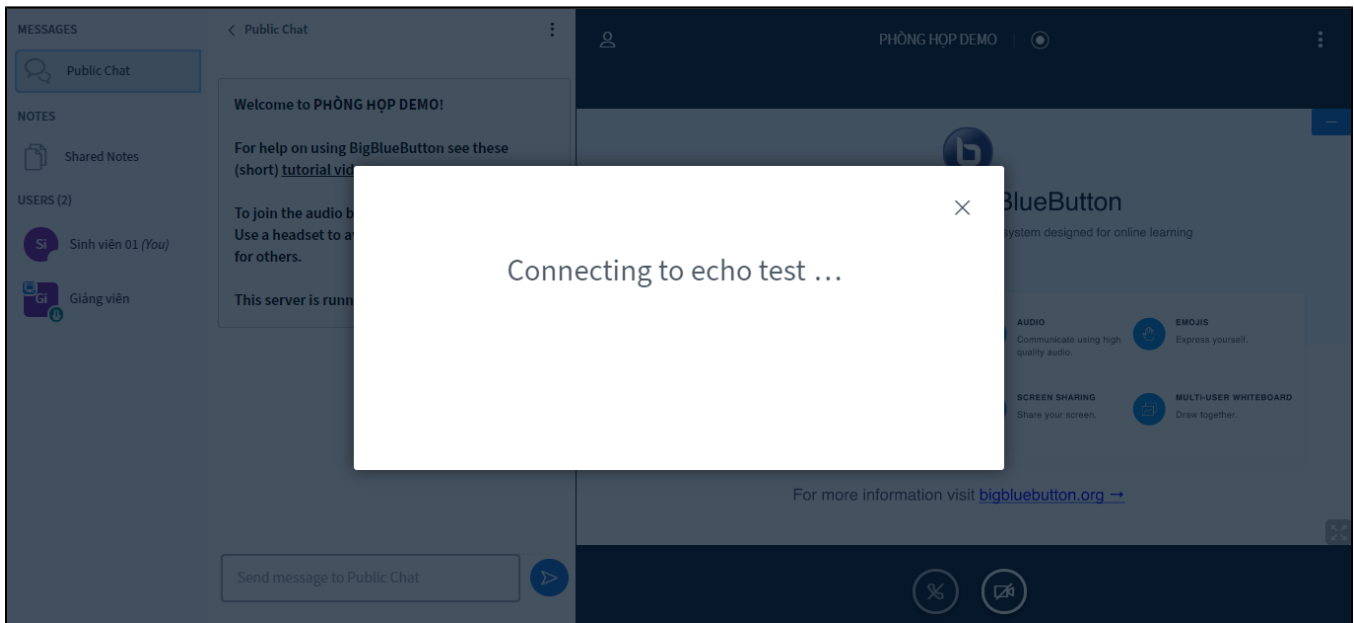 MESSAGES
Public Chat
NOTES
Shared Notes
USERS (2)
Si
Sinh viên 01 (You)
Gi
Giảng viên
Public Chat
Welcome to PHÒNG HỌP DEMO!
For help on using BigBlueButton see these
(short) tutorial
To join the audio
Use a headset to
for others.
This server is
Send message to Public Chat
PHÒNG HỌP DEMO
BlueButton
system designed for online learning
AUDIO
Communicate using high
quality audio.
EMOJIS
Express yourself.
SCREEN SHARING
Share your screen.
MULTI-USER WHITEBOARD
Draw together.
For more information visit bigbluebutton.org →
Connecting to echo test ...